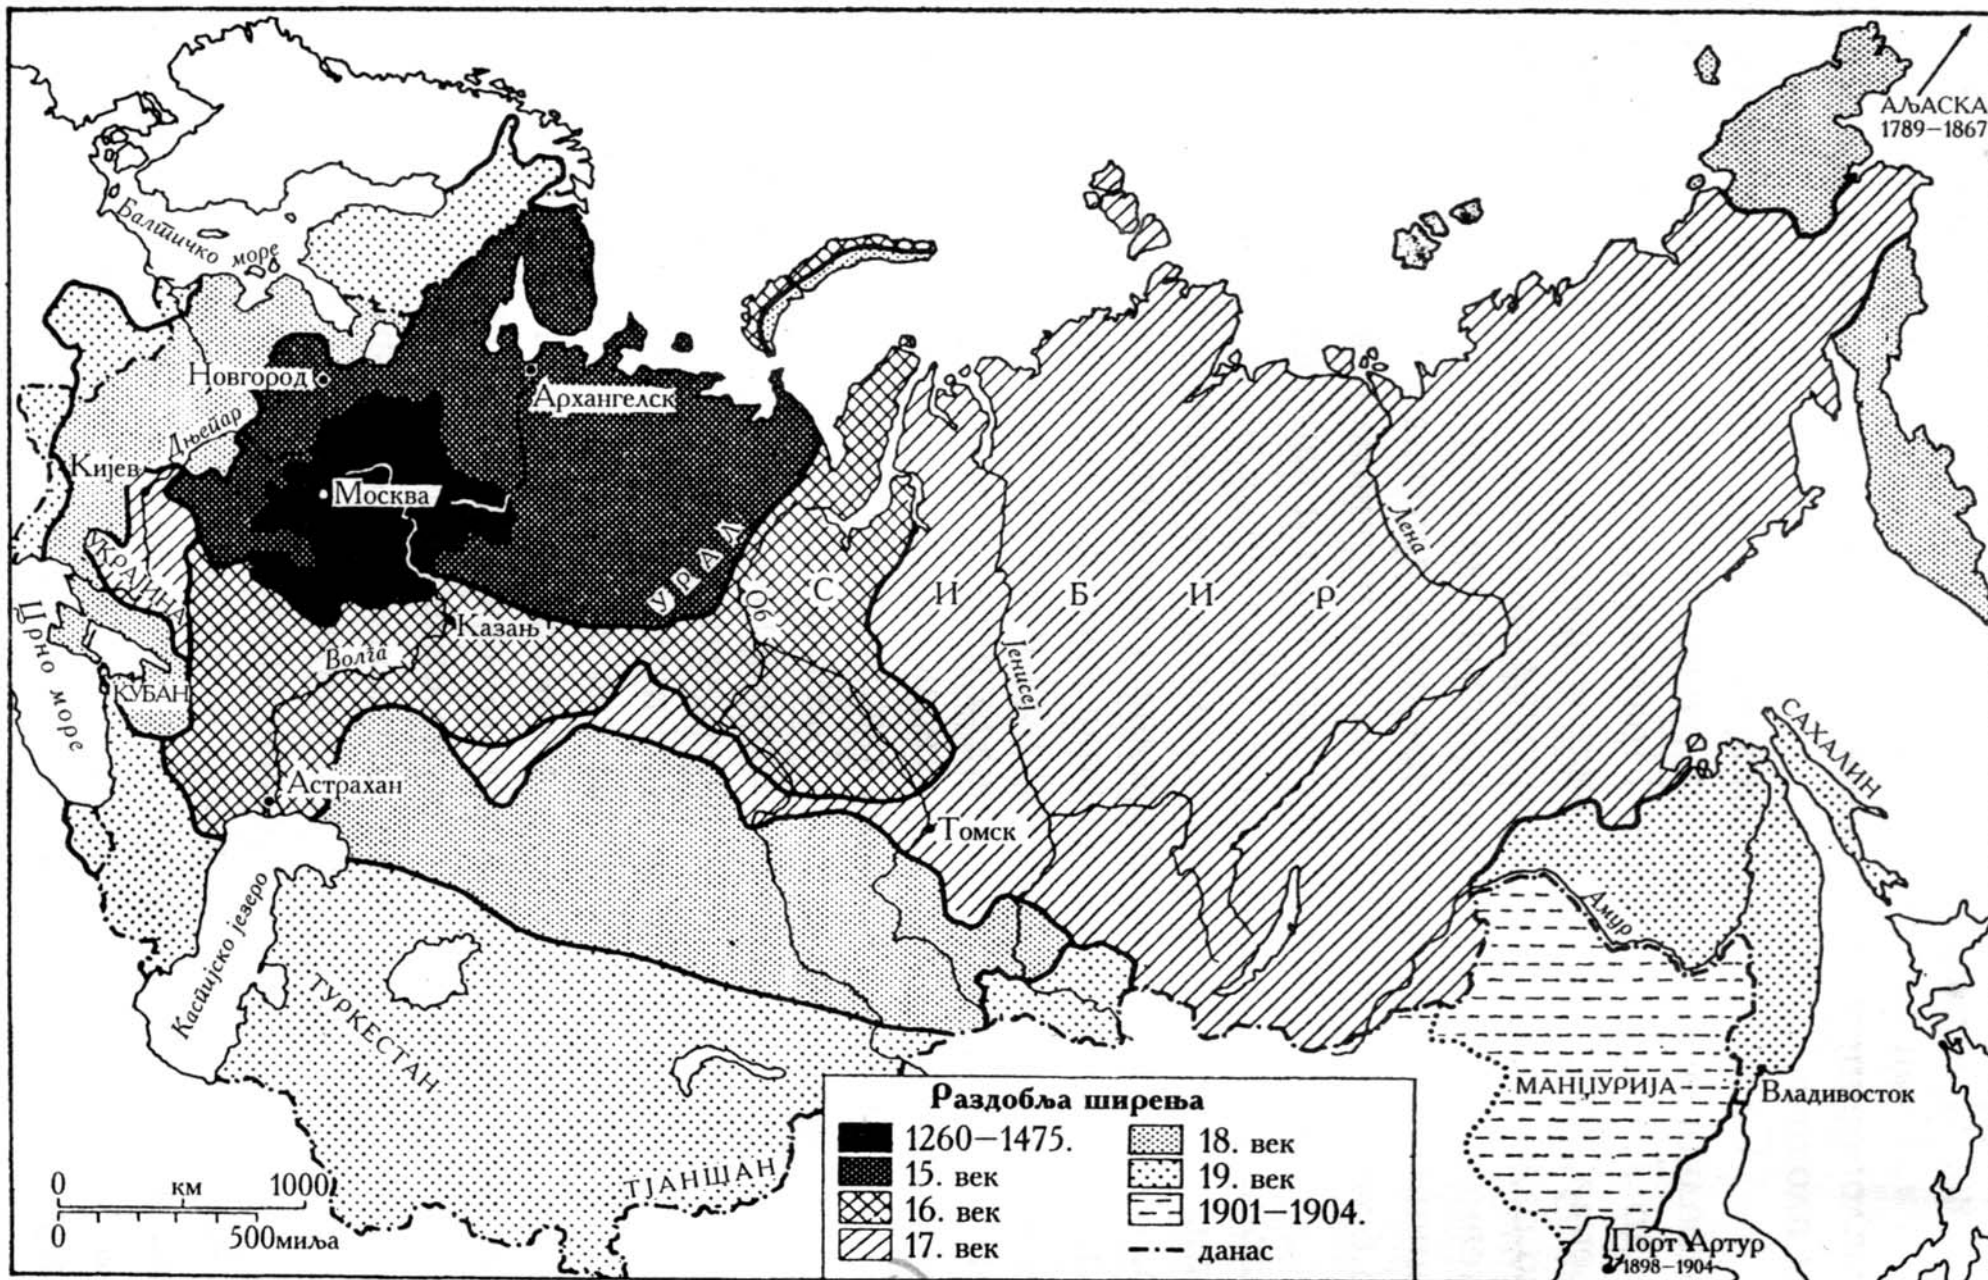 АЉАСКА
1789–1867
Балтичко море
Новгород
Архангелск
Дњепар
Кијев
Москва
Лена
УРАЛ
УКРАЈИНА
Об
СИБИР
Црно море
Казањ
Волга
Јенисеј
КУБАН
САХАЛИН
Астрахан
Томск
Амур
Каспијско језеро
ТУРКЕСТАН
МАНЏУРИЈА
Владивосток
ТЈАНШАН
Порт Артур
1898–1904
0 км 1000
0 500миља
Раздобља ширења
1260–1475.
15. век
16. век
17. век
18. век
19. век
1901–1904.
данас